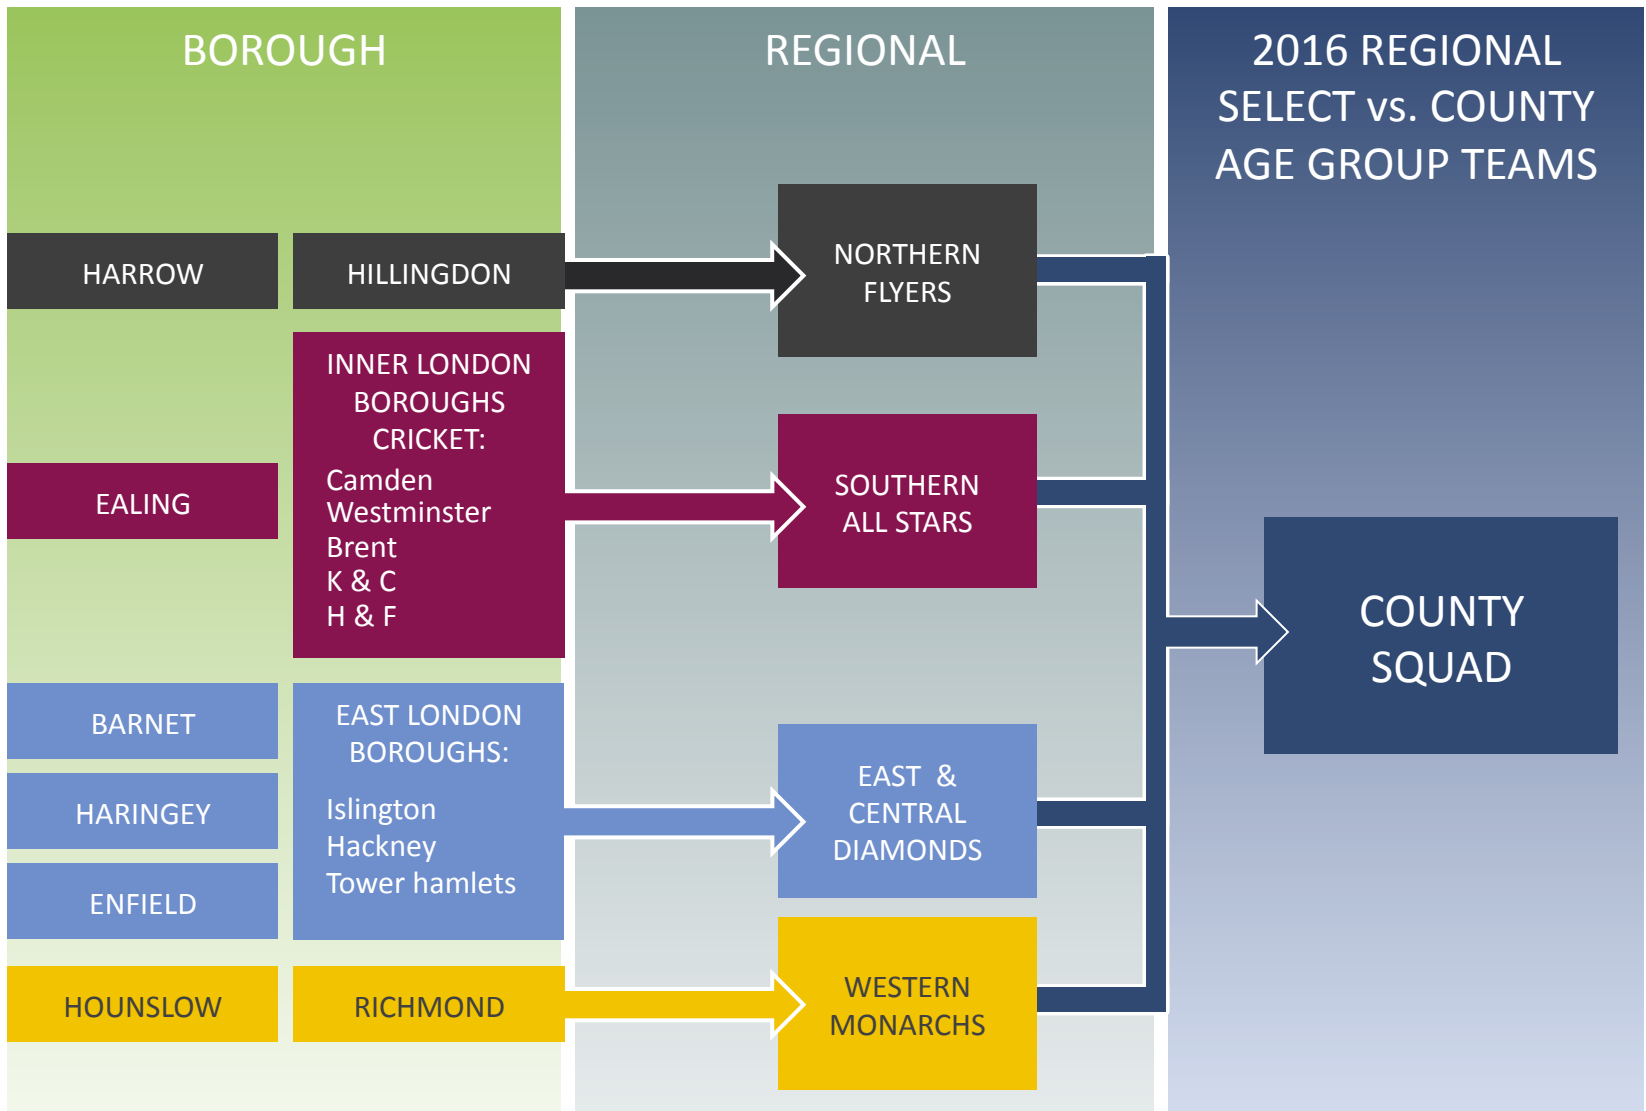 BOROUGH
REGIONAL
2016 REGIONAL
SELECT vs. COUNTY
AGE GROUP TEAMS
HARROW
HILLINGDON
NORTHERN
FLYERS
EALING
INNER LONDON
BOROUGHS
CRICKET:
Camden
Westminster
Brent
K & C
H & F
SOUTHERN
ALL STARS
BARNET
HARINGEY
ENFIELD
EAST LONDON
BOROUGHS:
Islington
Hackney
Tower hamlets
EAST &
CENTRAL
DIAMONDS
HOUNSLOW
RICHMOND
WESTERN
MONARCHS
COUNTY
SQUAD